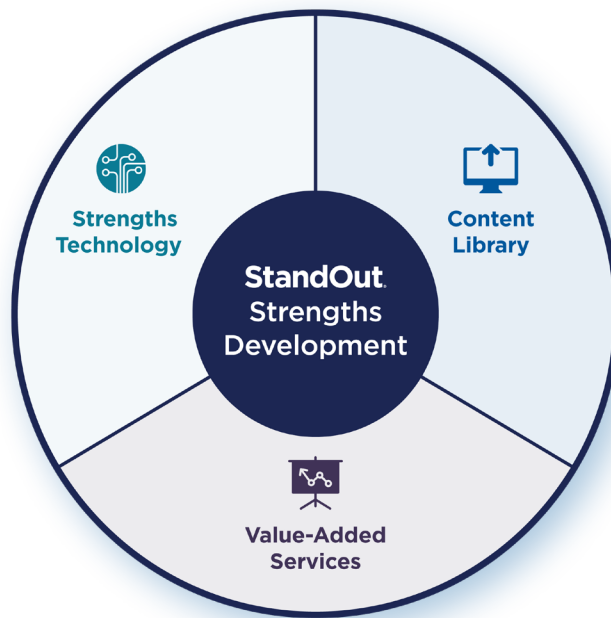 Strengths
Technology
Content
Library
StandOut.
Strengths
Development
Value-Added
Services